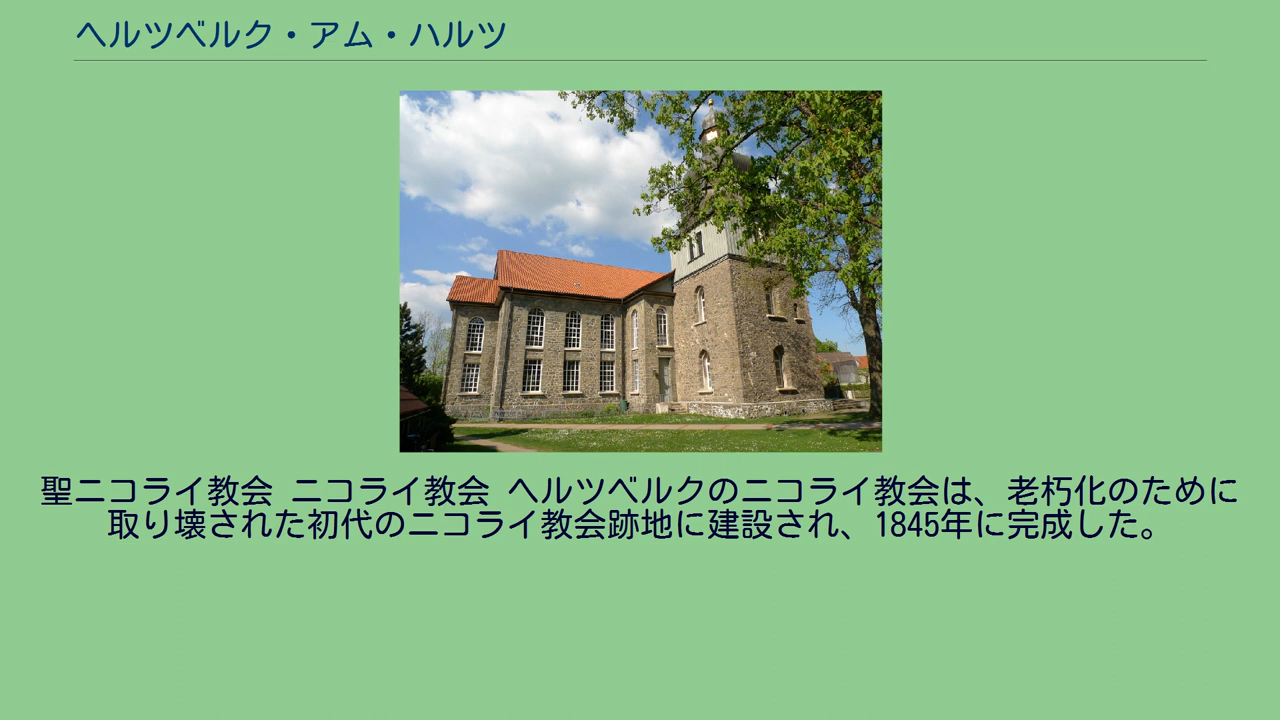 ヘルツベルク・アム・ハルツ
聖ニコライ教会 ニコライ教会 ヘルツベルクのニコライ教会は、老朽化のために
取り壊された初代のニコライ教会跡地に建設され、1845年に完成した。